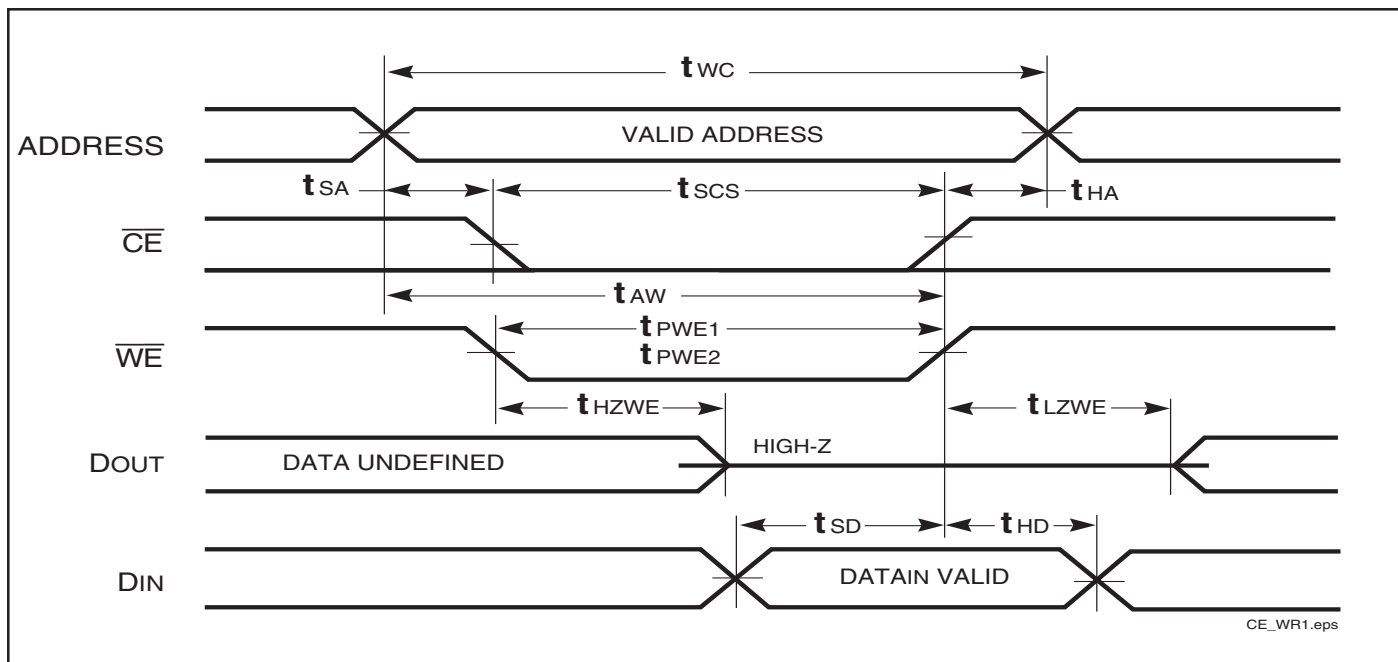 tWC
ADDRESS
VALID ADDRESS
tSA
tSCS
tHA
CE
tAW
tPWE1
WE
tPWE2
tHZWE
tLZWE
HIGH-Z
DOUT
DATA UNDEFINED
tSD
tHD
DIN
DATAIN VALID
CE_WR1.eps